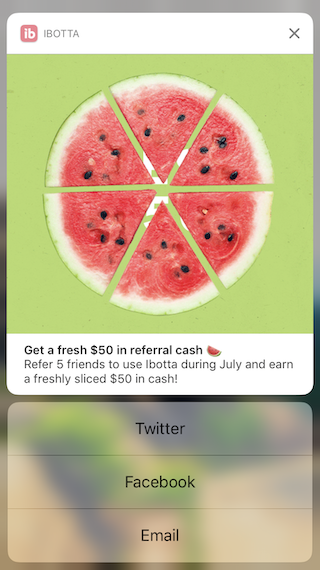 ib IBOTTA
Get a fresh $50 in referral cash 🍉
Refer 5 friends to use Ibotta during July and earn
a freshly sliced $50 in cash!
Twitter
Facebook
Email